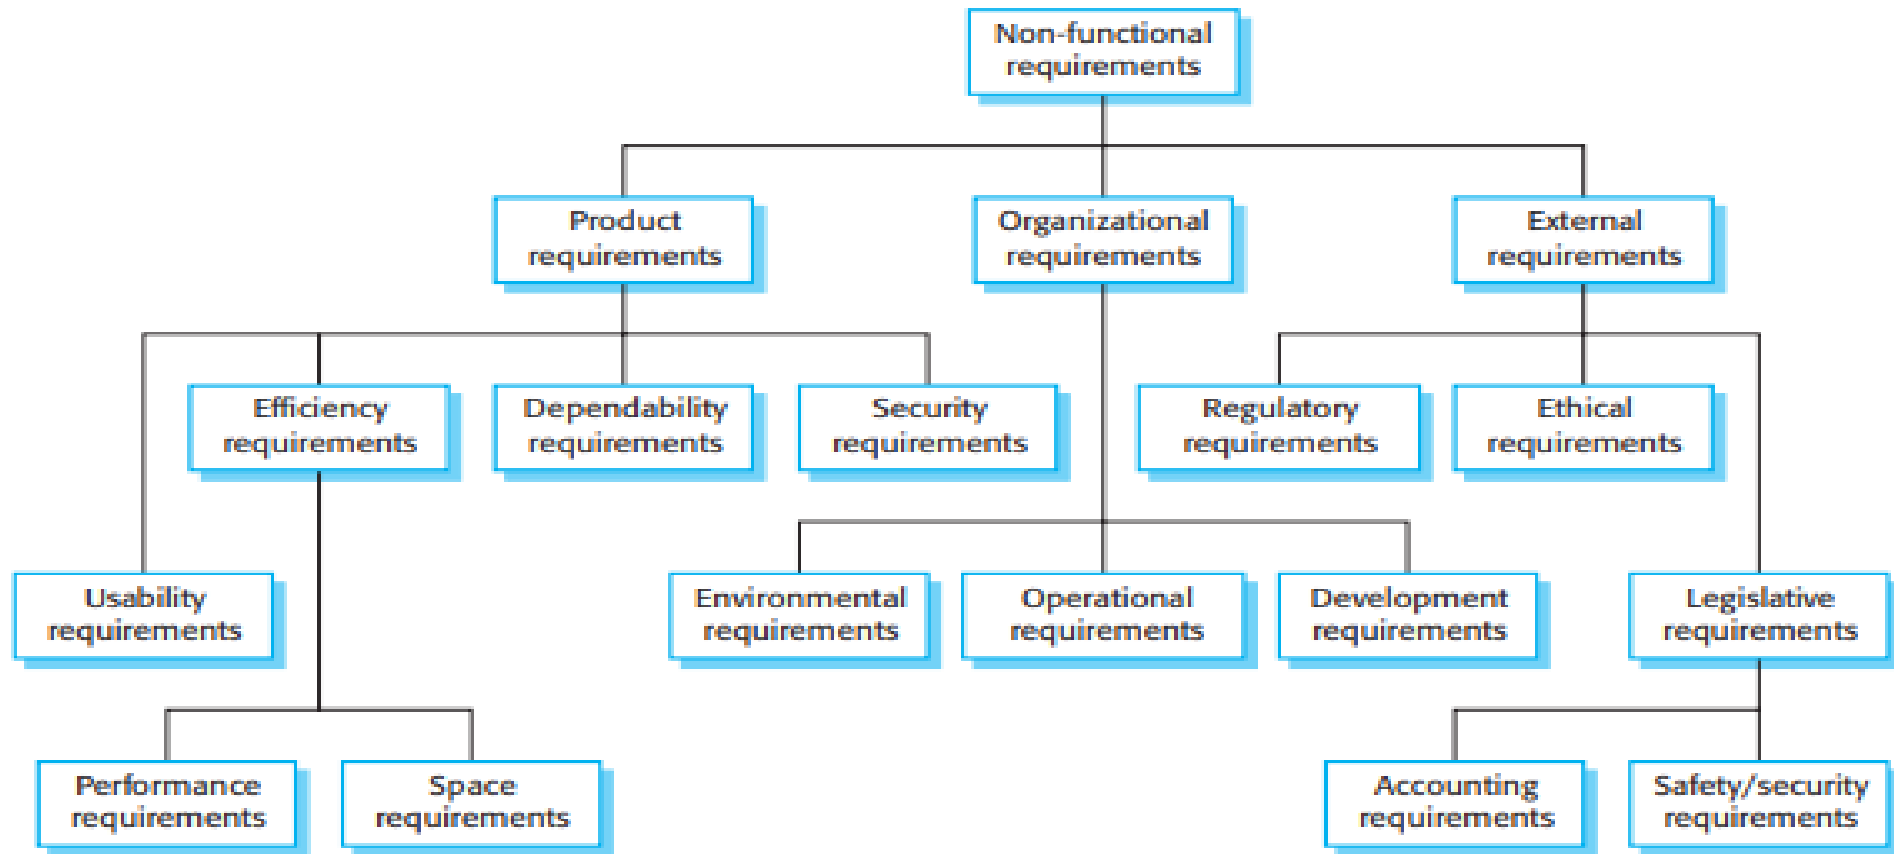 Non-functional
requirements
Product
requirements
Organizational
requirements
External
requirements
Efficiency
requirements
Dependability
requirements
Security
requirements
Regulatory
requirements
Ethical
requirements
Usability
requirements
Environmental
requirements
Operational
requirements
Development
requirements
Legislative
requirements
Performance
requirements
Space
requirements
Accounting
requirements
Safety/security
requirements